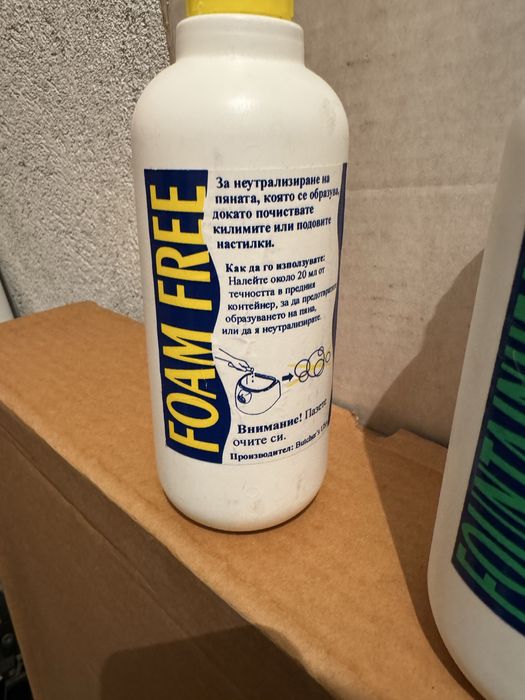 FOAM FREE
За неутрализиране на
пяната, която се образува,
докато почиствате
килимите или подовите
настилки.
Как да го използувате:
Налейте около 20 мл от
течността в предния
контейнер, за да предотвратите
образуването на пяна,
или да я неутрализирате.
Внимание! Пазете
очите си.
Производител: Butcher's